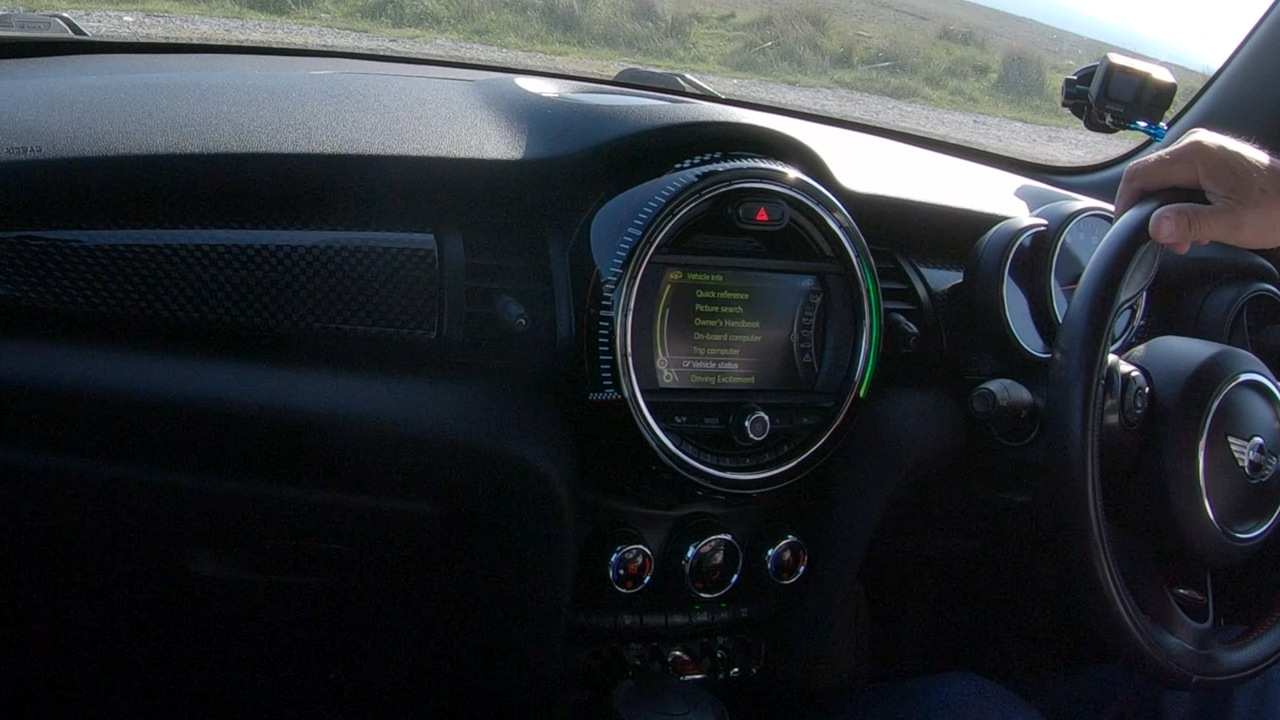 Vehicle info
Quick reference
Picture search
Owner's Handbook
On-board computer
Trip computer
Vehicle status
Driving Excitement